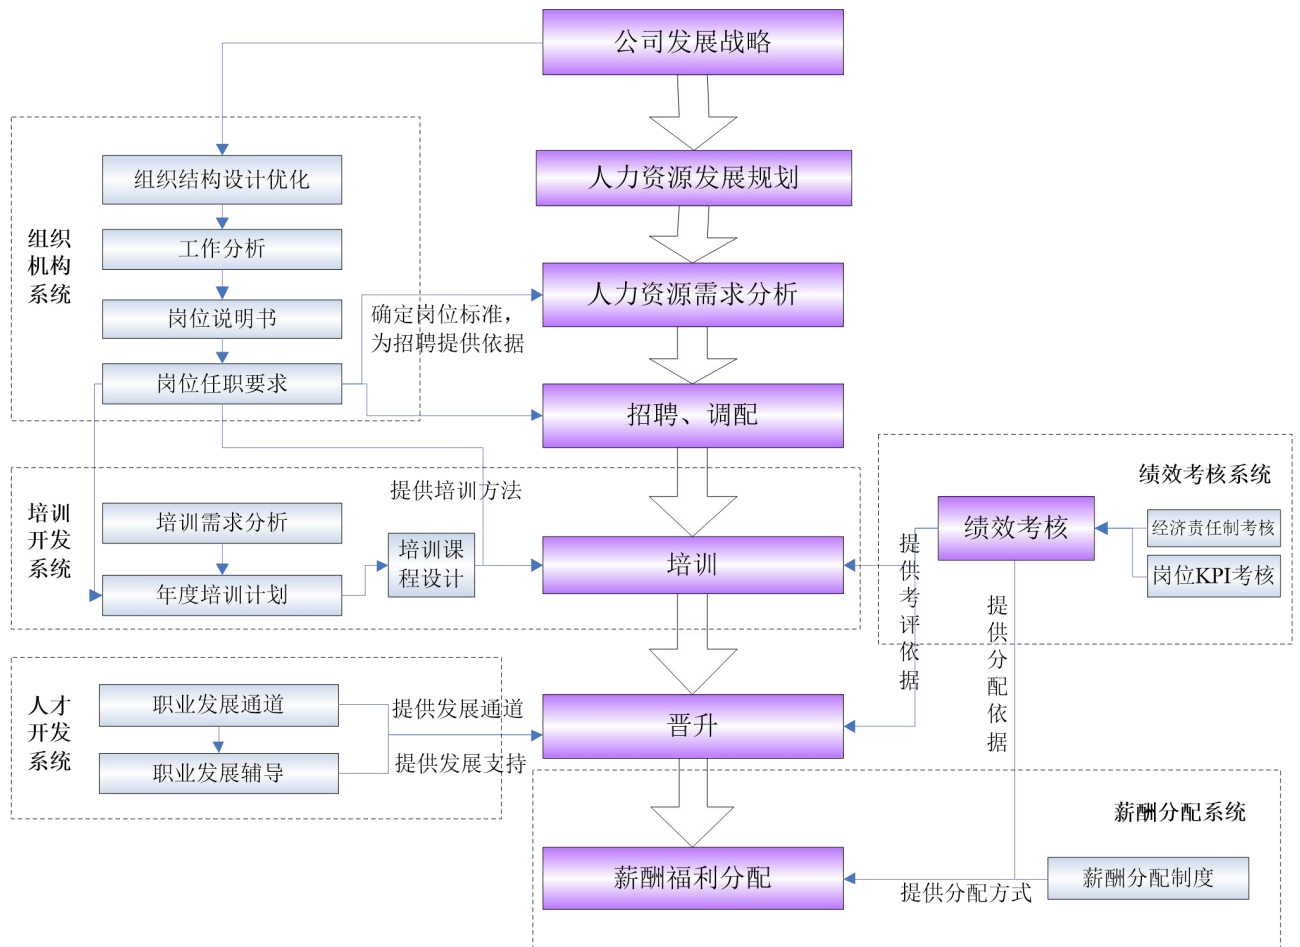 公司发展战略
人力资源发展规划
组织结构设计优化
组织
机构
系统
工作分析
岗位说明书
岗位任职要求
人力资源需求分析
确定岗位标准，
为招聘提供依据
招聘、调配
绩效考核系统
绩效考核
经济责任制考核
岗位KPI考核
提供培训方法
培训
开发
系统
培训需求分析
年度培训计划
培训课
程设计
培训
提供考评依据
提供分配依据
人才
开发
系统
职业发展通道
职业发展辅导
提供发展通道
提供发展支持
晋升
薪酬分配系统
薪酬福利分配
提供分配方式
薪酬分配制度